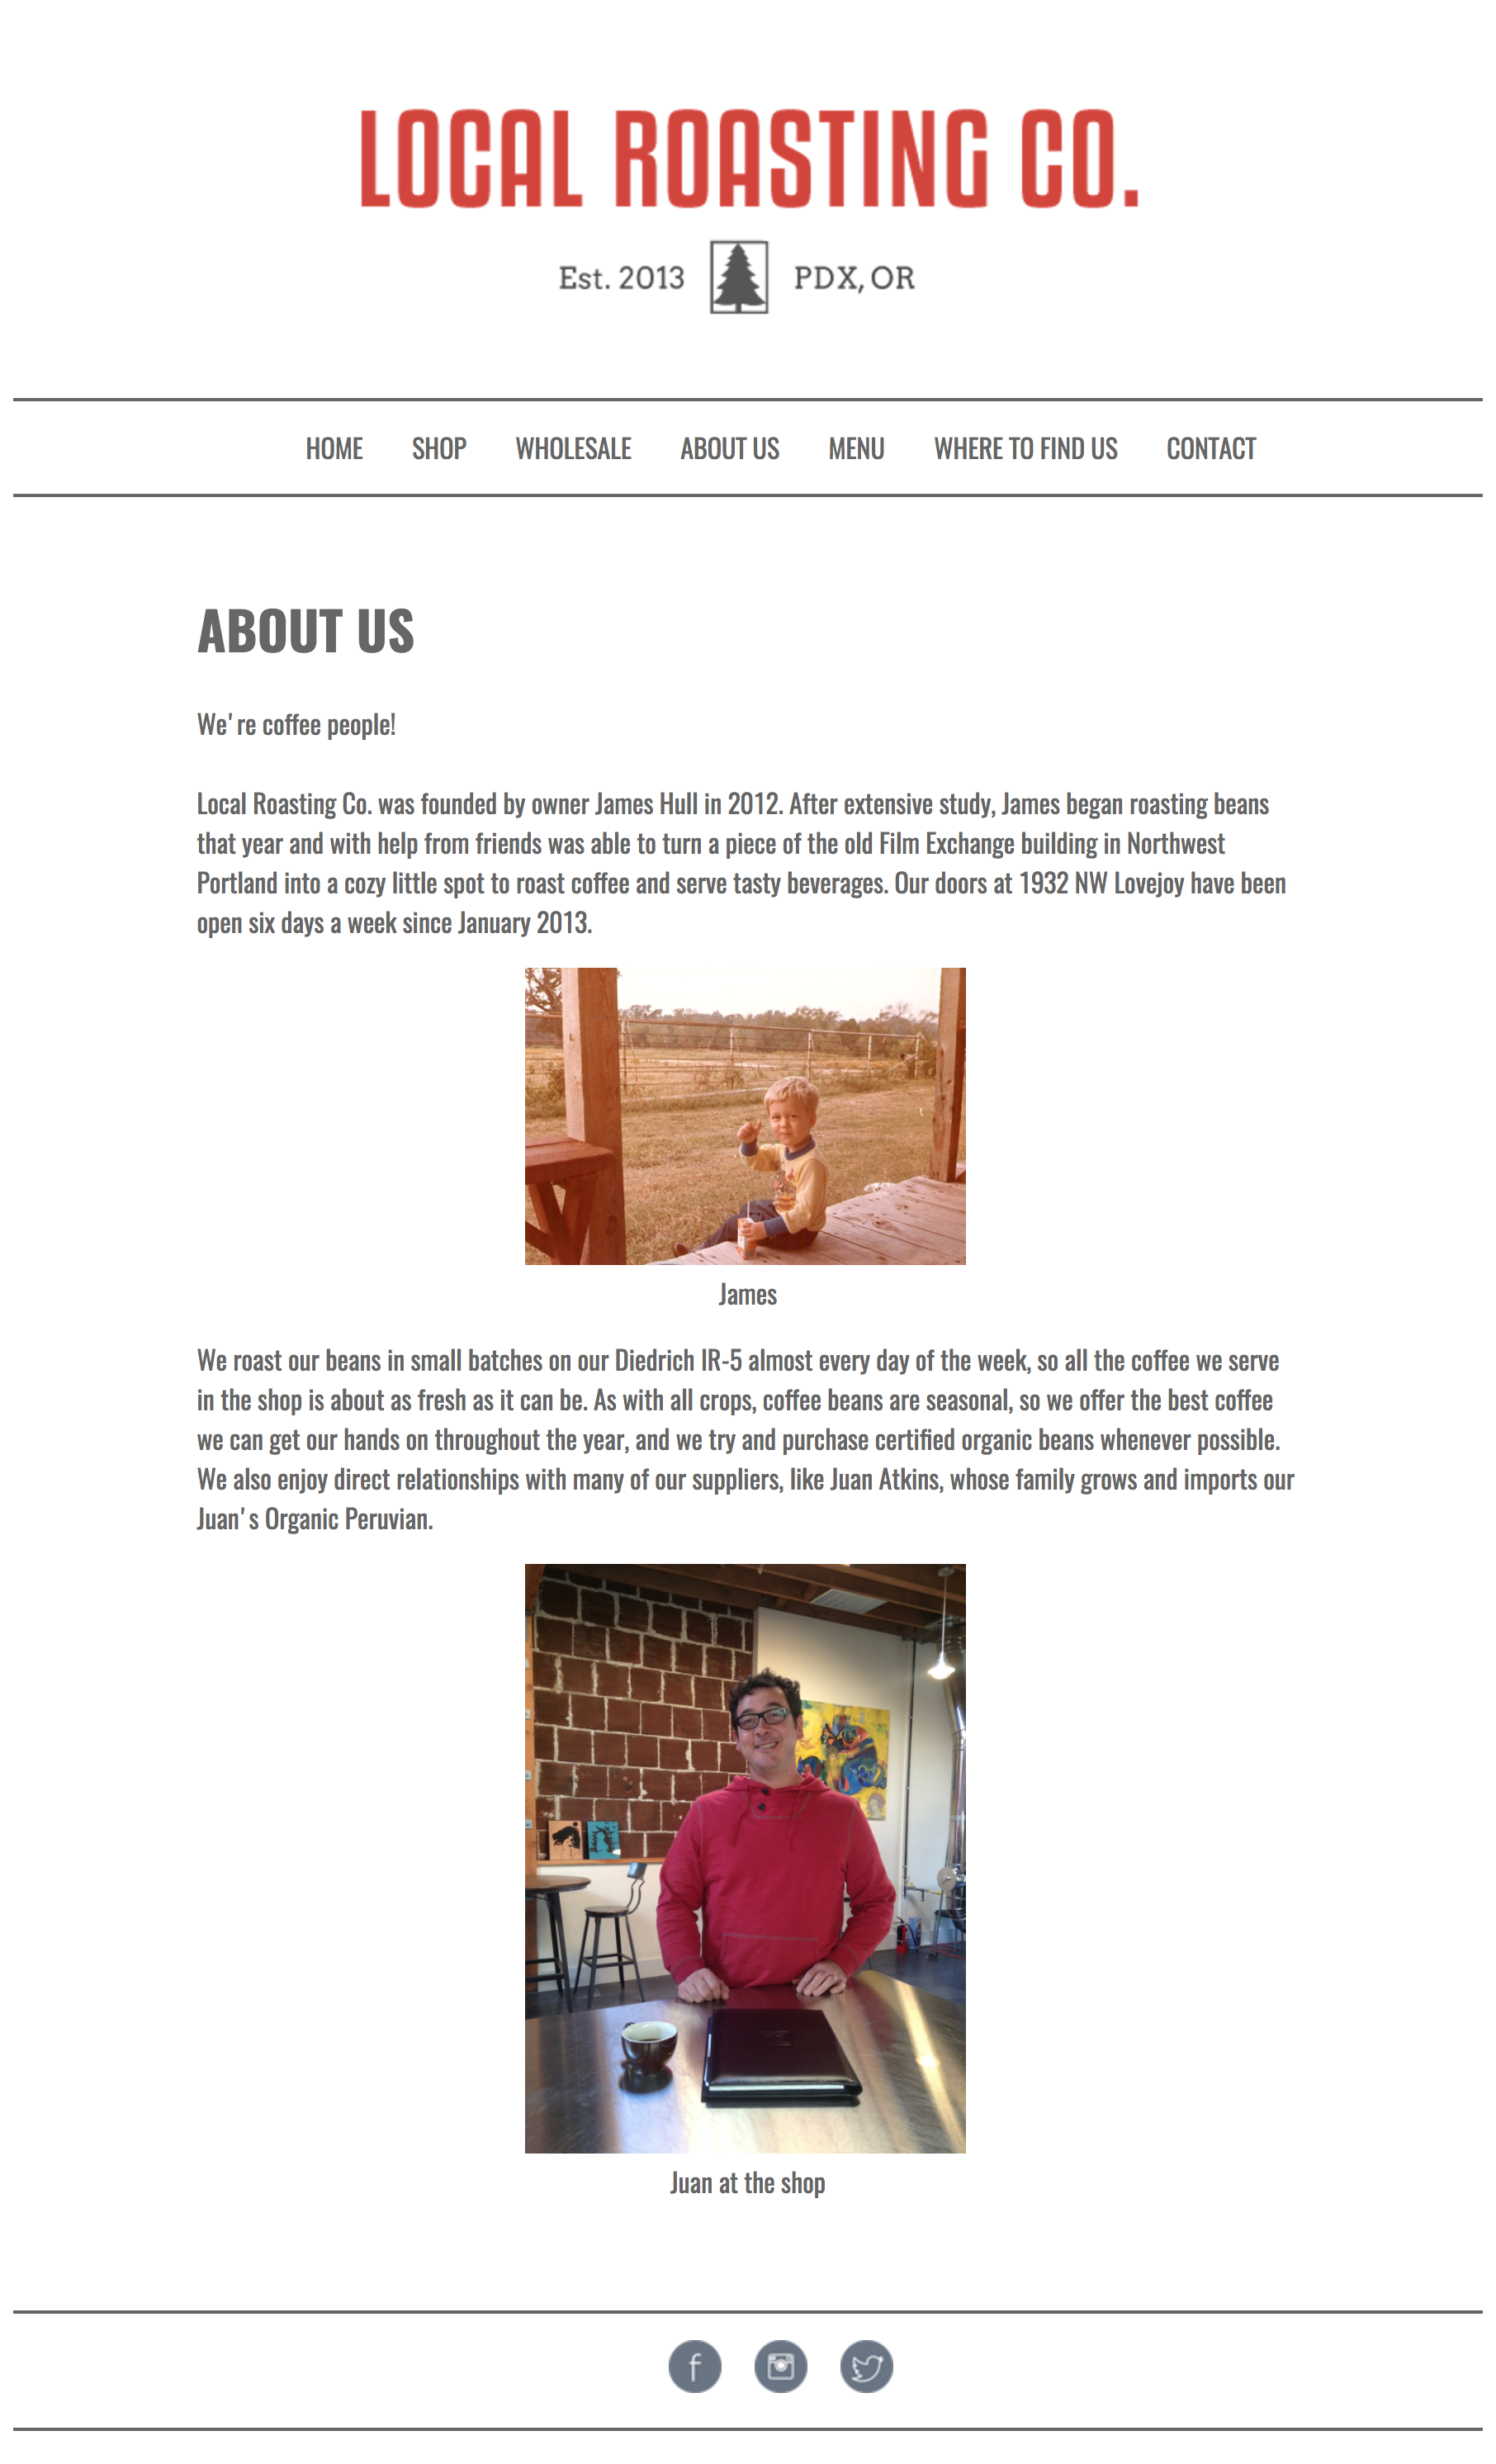 LOCAL ROASTING CO.
Est. 2013 PDX, OR
HOME SHOP WHOLESALE ABOUT US MENU WHERE TO FIND US CONTACT
ABOUT US
We're coffee people!
Local Roasting Co. was founded by owner James Hull in 2012. After extensive study, James began roasting beans
that year and with help from friends was able to turn a piece of the old Film Exchange building in Northwest
Portland into a cozy little spot to roast coffee and serve tasty beverages. Our doors at 1932 NW Lovejoy have been
open six days a week since January 2013.
James
We roast our beans in small batches on our Diedrich IR-5 almost every day of the week, so all the coffee we serve
in the shop is about as fresh as it can be. As with all crops, coffee beans are seasonal, so we offer the best coffee
we can get our hands on throughout the year, and we try and purchase certified organic beans whenever possible.
We also enjoy direct relationships with many of our suppliers, like Juan Atkins, whose family grows and imports our
Juan's Organic Peruvian.
Juan at the shop